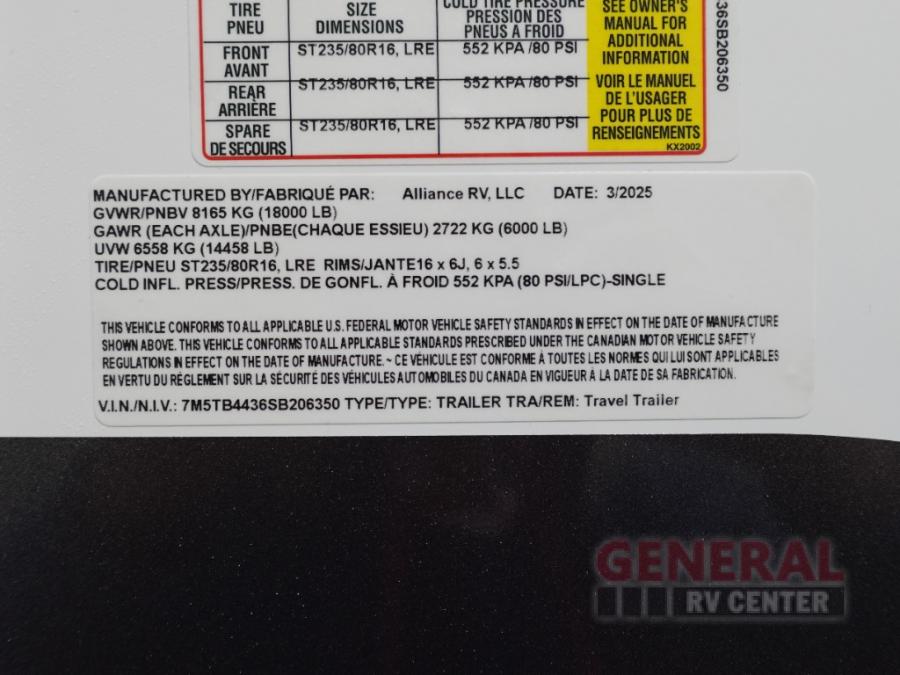 TIRE PNEU
SIZE DIMENSIONS
COLD TIRE PRESSURE
PRESSION DES
PNEUS À FROID
SEE OWNER'S
MANUAL FOR
ADDITIONAL
INFORMATION
VOIR LE MANUEL
DE L'USAGER
POUR PLUS DE
RENSEIGNEMENTS
KX2002
FRONT AVANT ST235/80R16, LRE 552 KPA /80 PSI
REAR ARRIÈRE ST235/80R16, LRE 552 KPA /80 PSI
SPARE DE SECOURS ST235/80R16, LRE 552 KPA /80 PSI
36SB206350
MANUFACTURED BY/FABRIQUÉ PAR: Alliance RV, LLC DATE: 3/2025
GVWR/PNBV 8165 KG (18000 LB)
GAWR (EACH AXLE)/PNBE(CHAQUE ESSIEU) 2722 KG (6000 LB)
UVW 6558 KG (14458 LB)
TIRE/PNEU ST235/80R16, LRE RIMS/JANTE16 x 6J, 6 x 5.5
COLD INFL. PRESS/PRESS. DE GONFL. À FROID 552 KPA (80 PSI/LPC)-SINGLE
THIS VEHICLE CONFORMS TO ALL APPLICABLE U.S. FEDERAL MOTOR VEHICLE SAFETY STANDARDS IN EFFECT ON THE DATE OF MANUFACTURE
SHOWN ABOVE. THIS VEHICLE CONFORMS TO ALL APPLICABLE STANDARDS PRESCRIBED UNDER THE CANADIAN MOTOR VEHICLE SAFETY
REGULATIONS IN EFFECT ON THE DATE OF MANUFACTURE. ~ CE VÉHICULE EST CONFORME À TOUTES LES NORMES QUI LUI SONT APPLICABLES
EN VERTU DU RÈGLEMENT SUR LA SÉCURITÉ DES VÉHICULES AUTOMOBILES DU CANADA EN VIGUEUR À LA DATE DE SA FABRICATION.
V.I.N./N.I.V.: 7M5TB4436SB206350 TYPE/TYPE: TRAILER TRA/REM: Travel Trailer
GENERAL
RV CENTER